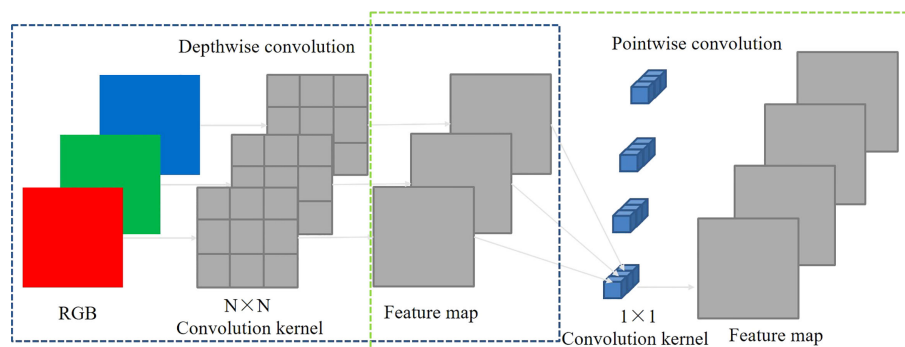 Depthwise convolution
Pointwise convolution
RGB
N×N
Convolution kernel
Feature map
1×1
Convolution kernel
Feature map